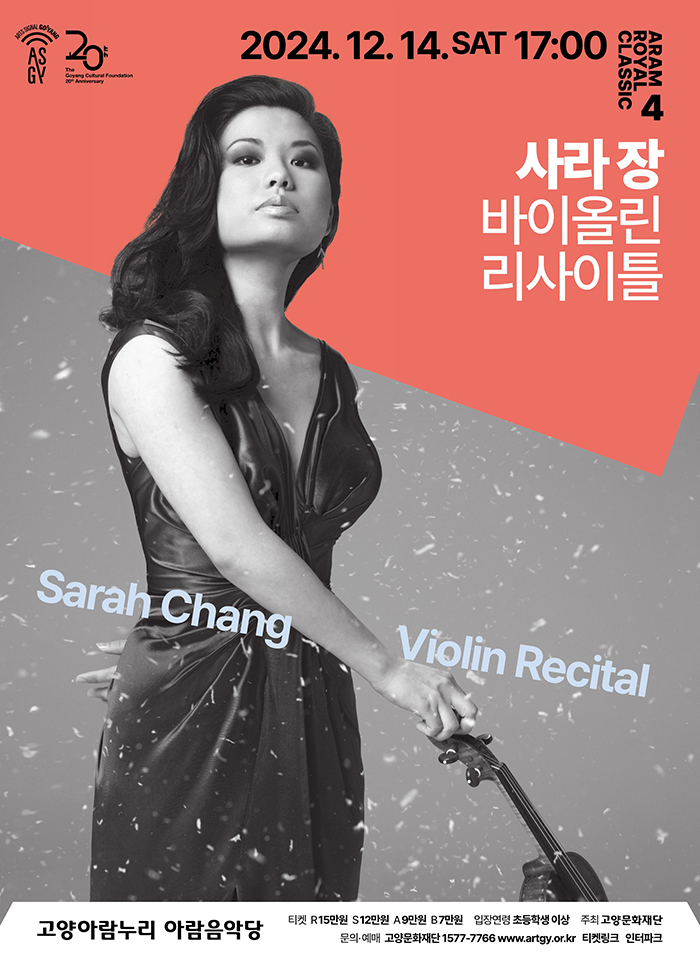 ARTS SIGNAL GOYANG
AS
GY
20th
The
Goyang Cultural Foundation
20th Anniversary
2024. 12. 14. SAT 17:00
ARAM
ROYAL
CLASSIC
4
사라 장
바이올린
리사이틀
Sarah Chang
Violin Recital
고양아람누리 아람음악당
티켓 R15만원 S12만원 A9만원 B7만원 입장연령 초등학생 이상 주최 고양문화재단
문의·예매 고양문화재단 1577-7766 www.artgy.or.kr 티켓링크 인터파크